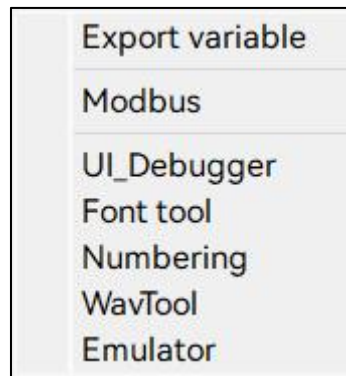 Export variable
Modbus
UI_Debugger
Font tool
Numbering
WavTool
Emulator